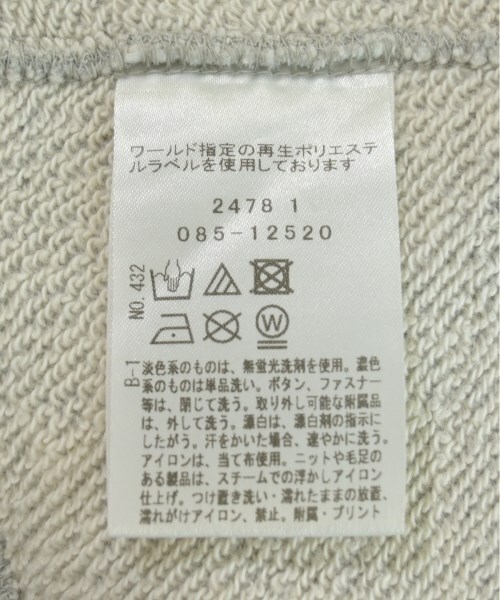 ワールド指定の再生ポリエステ
ルラベルを使用しております
2478 1
085-12520
NO.432
W
B-1
淡色系のものは、無蛍光洗剤を使用。濃色
系のものは単品洗い。ボタン、ファスナー
等は、閉じて洗う。取り外し可能な附属品
は、外して洗う。漂白は、漂白剤の指示に
したがう。汗をかいた場合、速やかに洗う。
アイロンは、当て布使用。ニットや毛足の
ある製品は、スチームでの浮かしアイロン
仕上げ。つけ置き洗い・濡れたままの放置、
濡れがけアイロン、禁止。附属・プリント